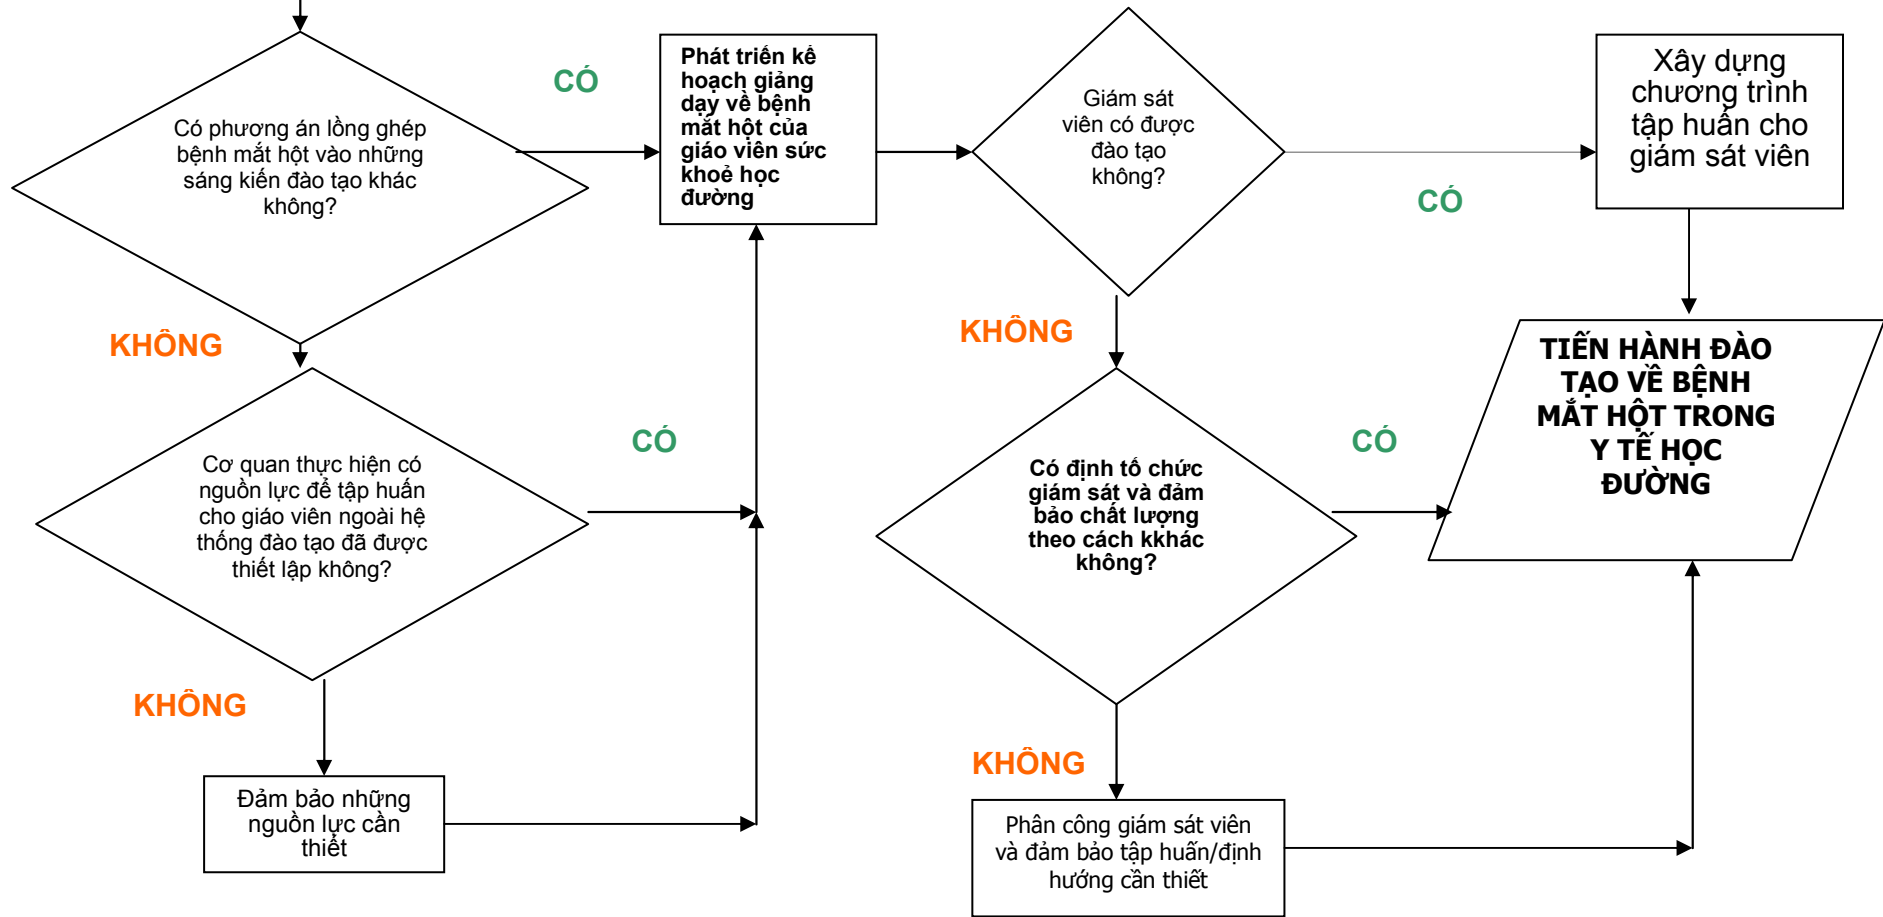 Có phương án lồng ghép
bệnh mắt hột vào những
sáng kiến đào tạo khác
không?
CÓ
Phát triển kế
hoạch giảng
dạy về bệnh
mắt hột của
giáo viên sức
khoẻ học
đường
Giám sát
viên có được
đào tạo
không?
CÓ
Xây dựng
chương trình
tập huấn cho
giám sát viên
KHÔNG
KHÔNG
TIẾN HÀNH ĐÀO
TẠO VỀ BỆNH
MẮT HỘT TRONG
Y TẾ HỌC
ĐƯỜNG
Cơ quan thực hiện có
nguồn lực để tập huấn
cho giáo viên ngoài hệ
thống đào tạo đã được
thiết lập không?
CÓ
Có định tổ chức
giám sát và đảm
bảo chất lượng
theo cách kkhác
không?
CÓ
KHÔNG
KHÔNG
Đảm bảo những
nguồn lực cần
thiết
Phân công giám sát viên
và đảm bảo tập huấn/định
hướng cần thiết